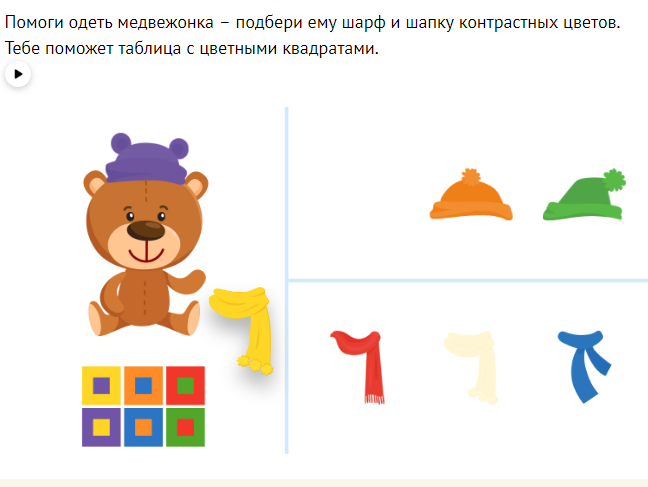 Помоги одеть медвежонка – подбери ему шарф и шапку контрастных цветов.
Тебе поможет таблица с цветными квадратами.